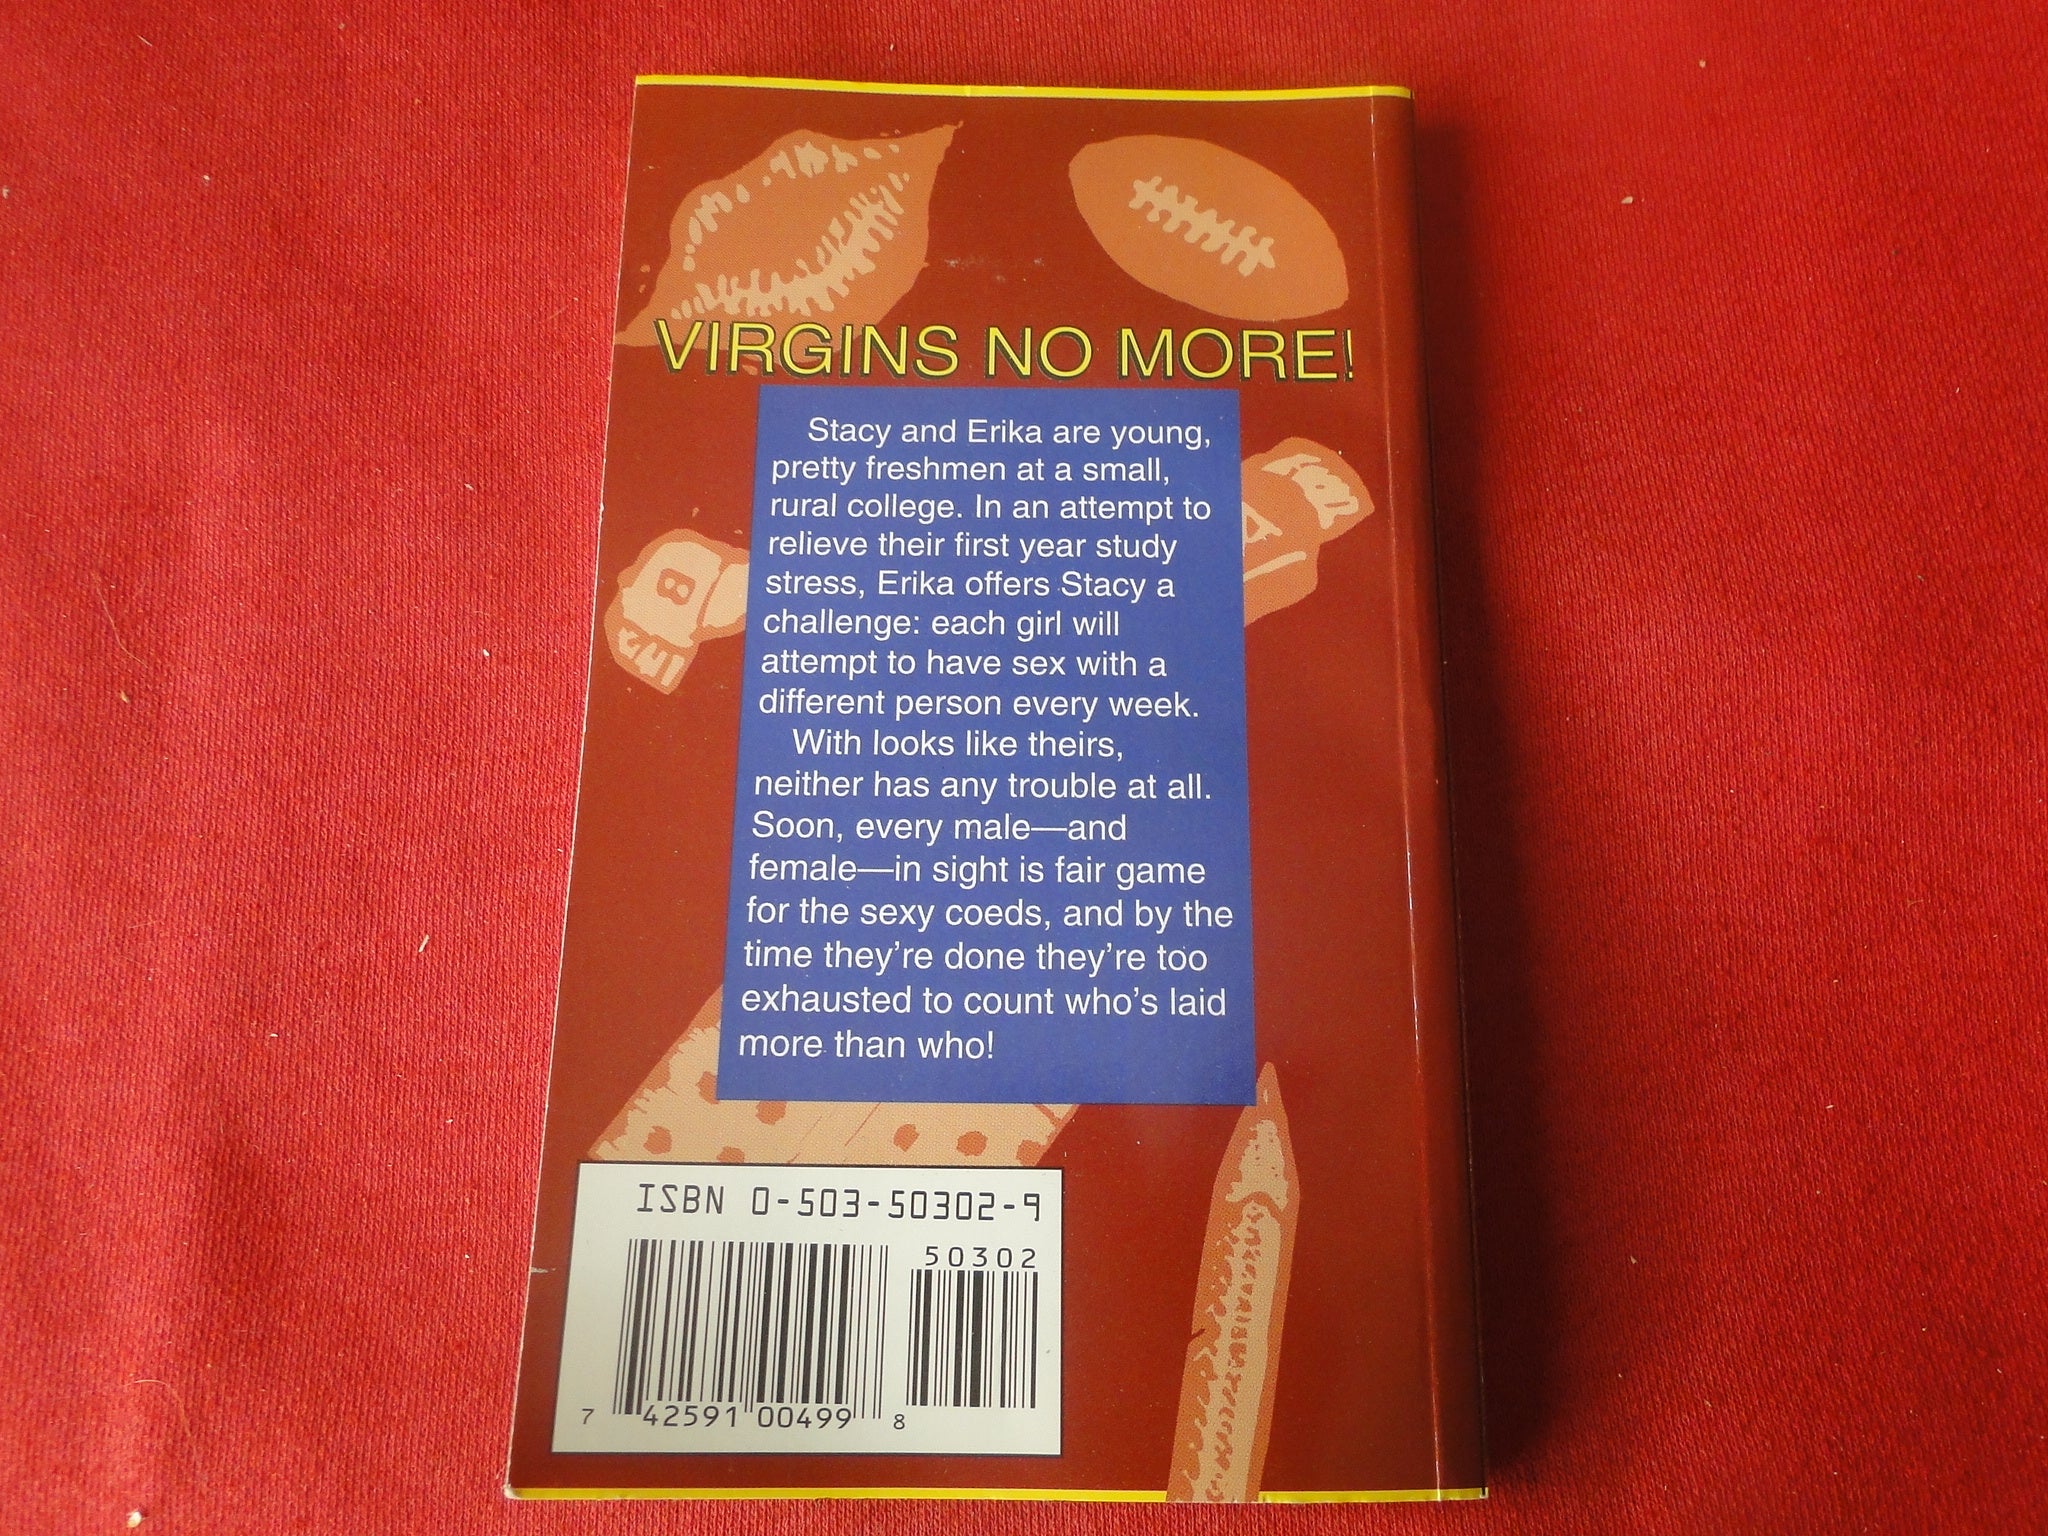 VIRGINS NO MORE!
Stacy and Erika are young,
pretty freshmen at a small,
rural college. In an attempt to
relieve their first year study
stress, Erika offers Stacy a
challenge: each girl will
attempt to have sex with a
different person every week.
With looks like theirs,
neither has any trouble at all.
Soon, every male—and
female—in sight is fair game
for the sexy coeds, and by the
time they're done they're too
exhausted to count who's laid
more than who!
8
A
ISBN 0-503-50302-9
50302
7 42591 00499 8